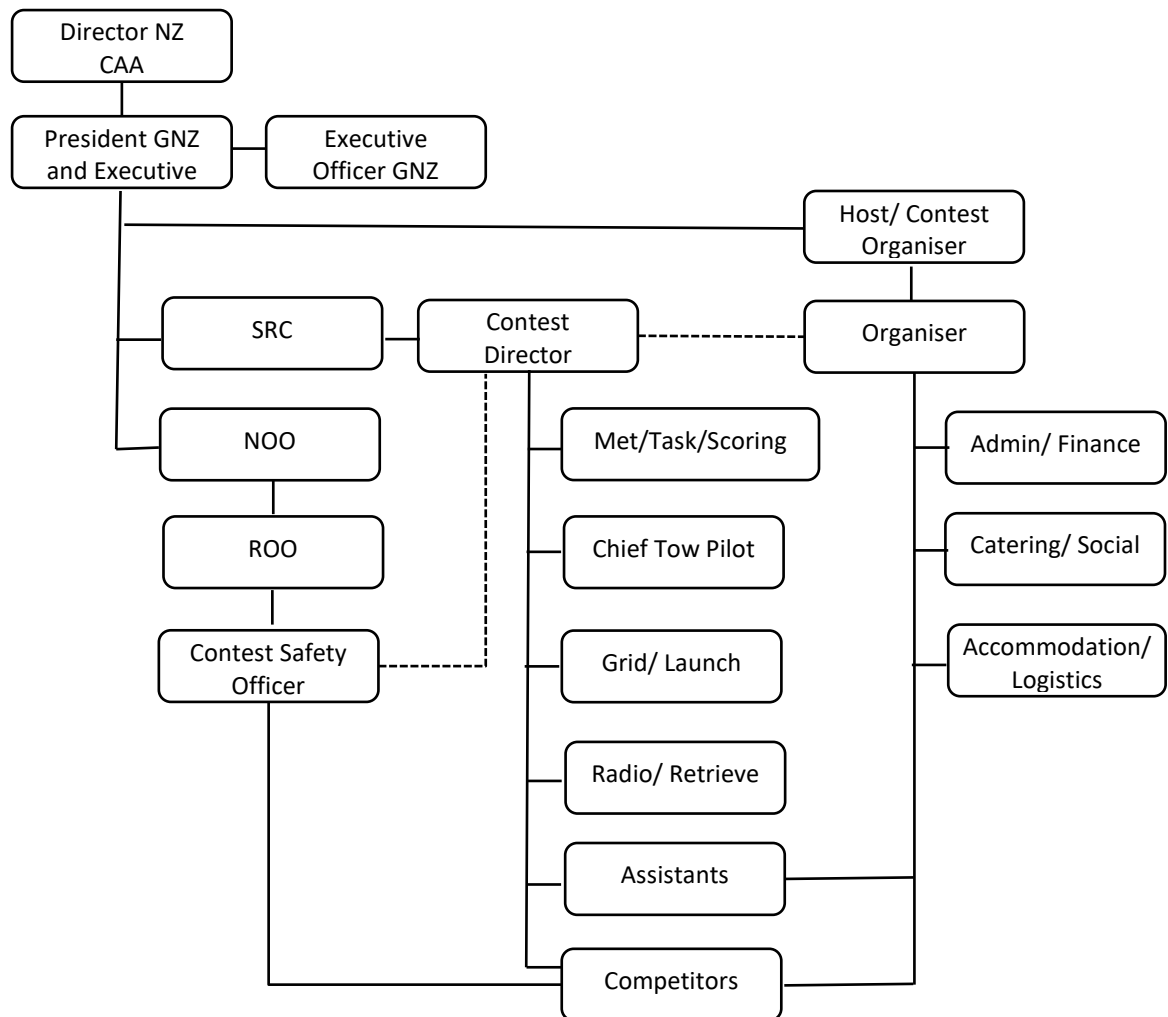 Director NZ
CAA
President GNZ
and Executive
Executive
Officer GNZ
Host/ Contest
Organiser
SRC
Contest
Director
Organiser
NOO
Met/Task/Scoring
Admin/ Finance
ROO
Chief Tow Pilot
Catering/ Social
Contest Safety
Officer
Grid/ Launch
Accommodation/
Logistics
Radio/ Retrieve
Assistants
Competitors